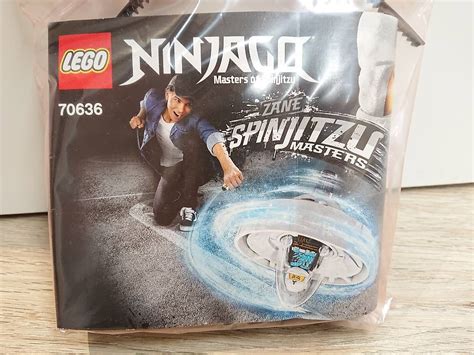 LEGO
NINJAGO
Masters of Spinjitzu
70636
ZANE
SPINJITZU
MASTERS